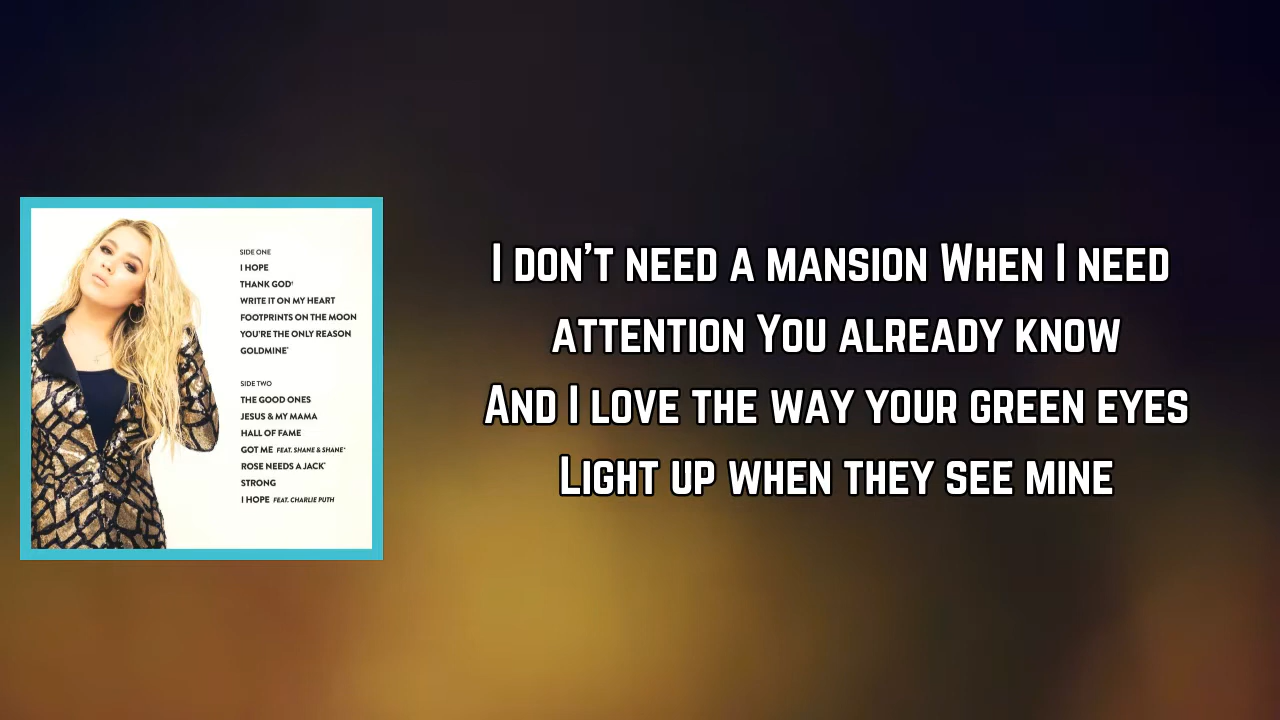 SIDE ONE
I HOPE
THANK GOD*
WRITE IT ON MY HEART
FOOTPRINTS ON THE MOON
YOU'RE THE ONLY REASON
GOLDMINE*
SIDE TWO
THE GOOD ONES
JESUS & MY MAMA
HALL OF FAME
GOT ME FEAT. SHANE & SHANE*
ROSE NEEDS A JACK*
STRONG
I HOPE FEAT. CHARLIE PUTH
I DON'T NEED A MANSION WHEN I NEED
ATTENTION YOU ALREADY KNOW
AND I LOVE THE WAY YOUR GREEN EYES
LIGHT UP WHEN THEY SEE MINE